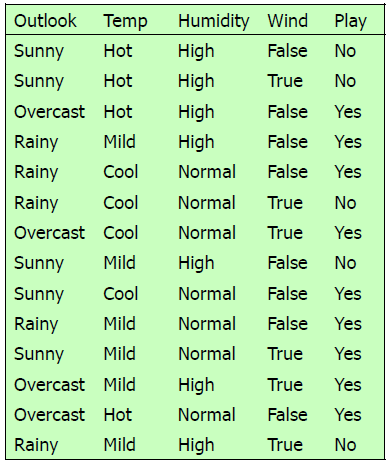 Outlook Temp Humidity Wind Play
Sunny Hot High False No
Sunny Hot High True No
Overcast Hot High False Yes
Rainy Mild High False Yes
Rainy Cool Normal False Yes
Rainy Cool Normal True No
Overcast Cool Normal True Yes
Sunny Mild High False No
Sunny Cool Normal False Yes
Rainy Mild Normal False Yes
Sunny Mild Normal True Yes
Overcast Mild High True Yes
Overcast Hot Normal False Yes
Rainy Mild High True No